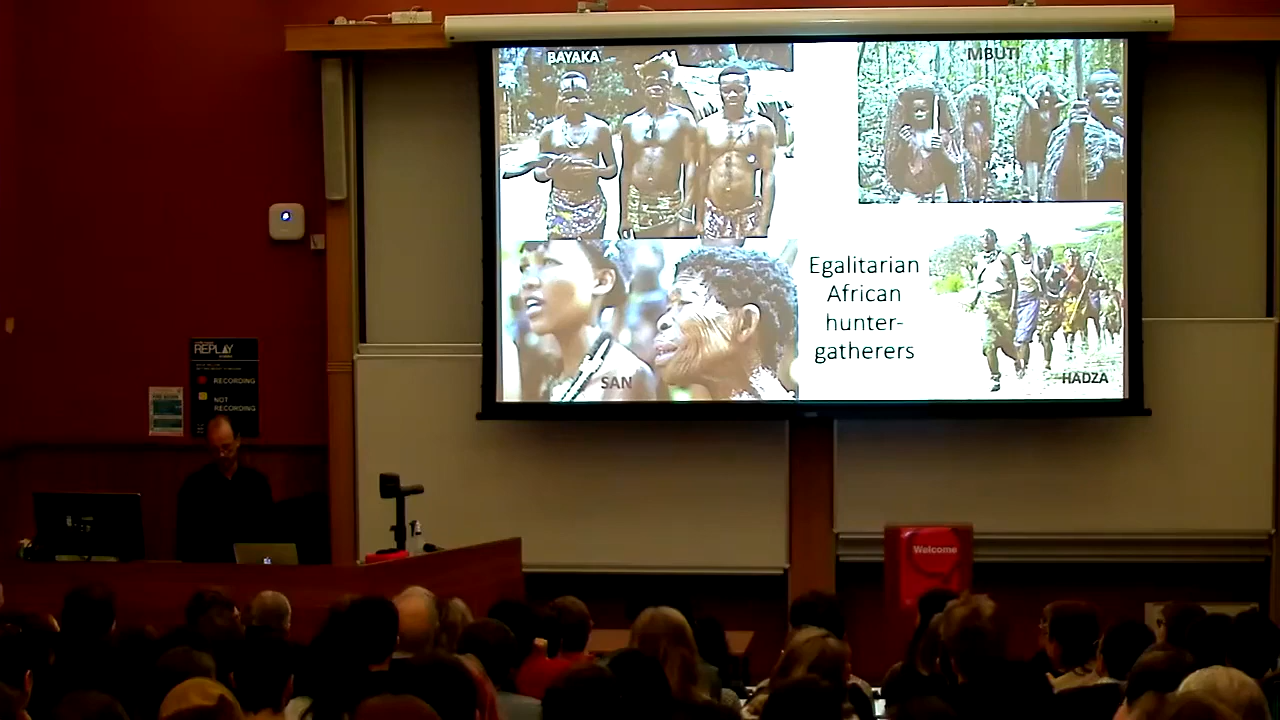 BAYAKA
MBUTI
SAN
Egalitarian
African
hunter-
gatherers
HADZA
REPLAY
RECORDING
NOT
RECORDING
Welcome